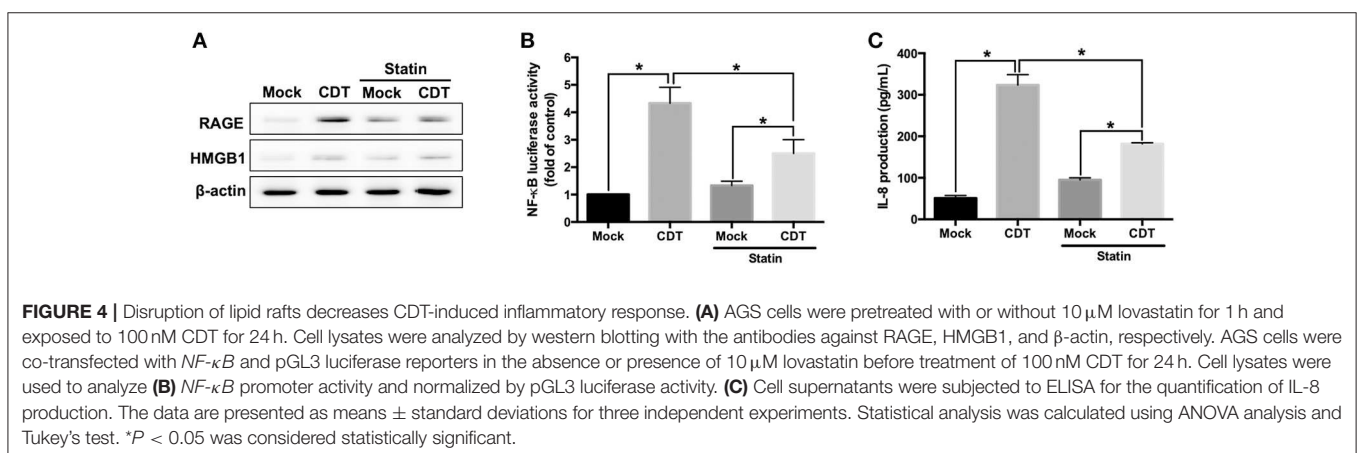 A
Statin
Mock CDT Mock CDT
RAGE
HMGB1
β-actin
B
NF-κB luciferase activity
(fold of control)
6
5
4
3
2
1
0
* * *
Mock CDT Mock CDT
Statin
C
IL-8 production (pg/mL)
400
300
200
100
0
* * *
Mock CDT Mock CDT
Statin
FIGURE 4 | Disruption of lipid rafts decreases CDT-induced inflammatory response. (A) AGS cells were pretreated with or without 10 μM lovastatin for 1 h and
exposed to 100 nM CDT for 24 h. Cell lysates were analyzed by western blotting with the antibodies against RAGE, HMGB1, and β-actin, respectively. AGS cells were
co-transfected with NF-κB and pGL3 luciferase reporters in the absence or presence of 10 μM lovastatin before treatment of 100 nM CDT for 24 h. Cell lysates were
used to analyze (B) NF-κB promoter activity and normalized by pGL3 luciferase activity. (C) Cell supernatants were subjected to ELISA for the quantification of IL-8
production. The data are presented as means ± standard deviations for three independent experiments. Statistical analysis was calculated using ANOVA analysis and
Tukey's test. *P < 0.05 was considered statistically significant.